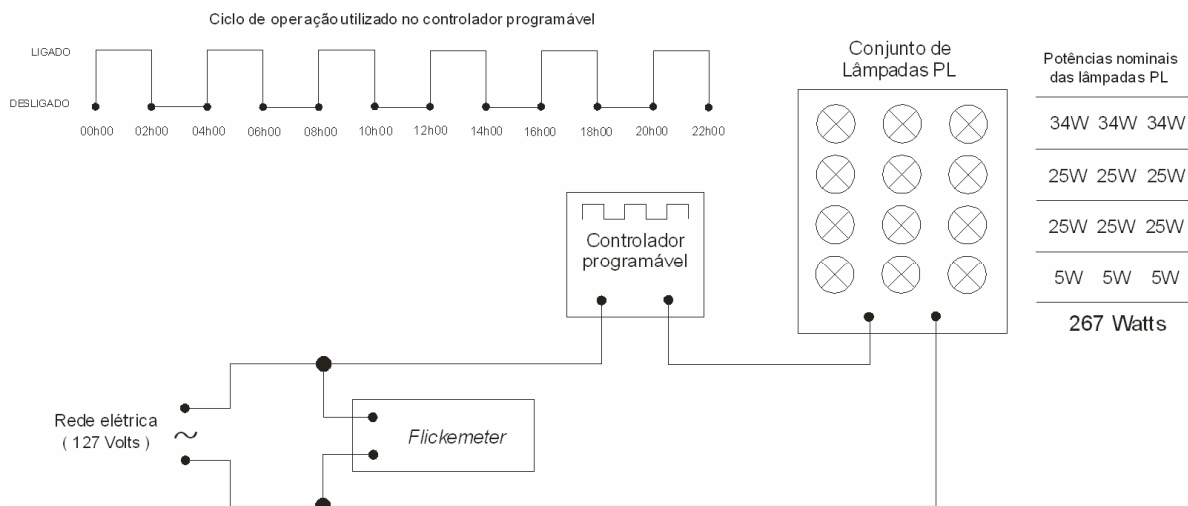 Ciclo de operação utilizado no controlador programável
LIGADO
DESLIGADO
00h00 02h00 04h00 06h00 08h00 10h00 12h00 14h00 16h00 18h00 20h00 22h00
Conjunto de
Lâmpadas PL
Potências nominais
das lâmpadas PL
34W 34W 34W
25W 25W 25W
25W 25W 25W
5W 5W 5W
267 Watts
Controlador
programável
Rede elétrica
( 127 Volts )
~
Flickemeter